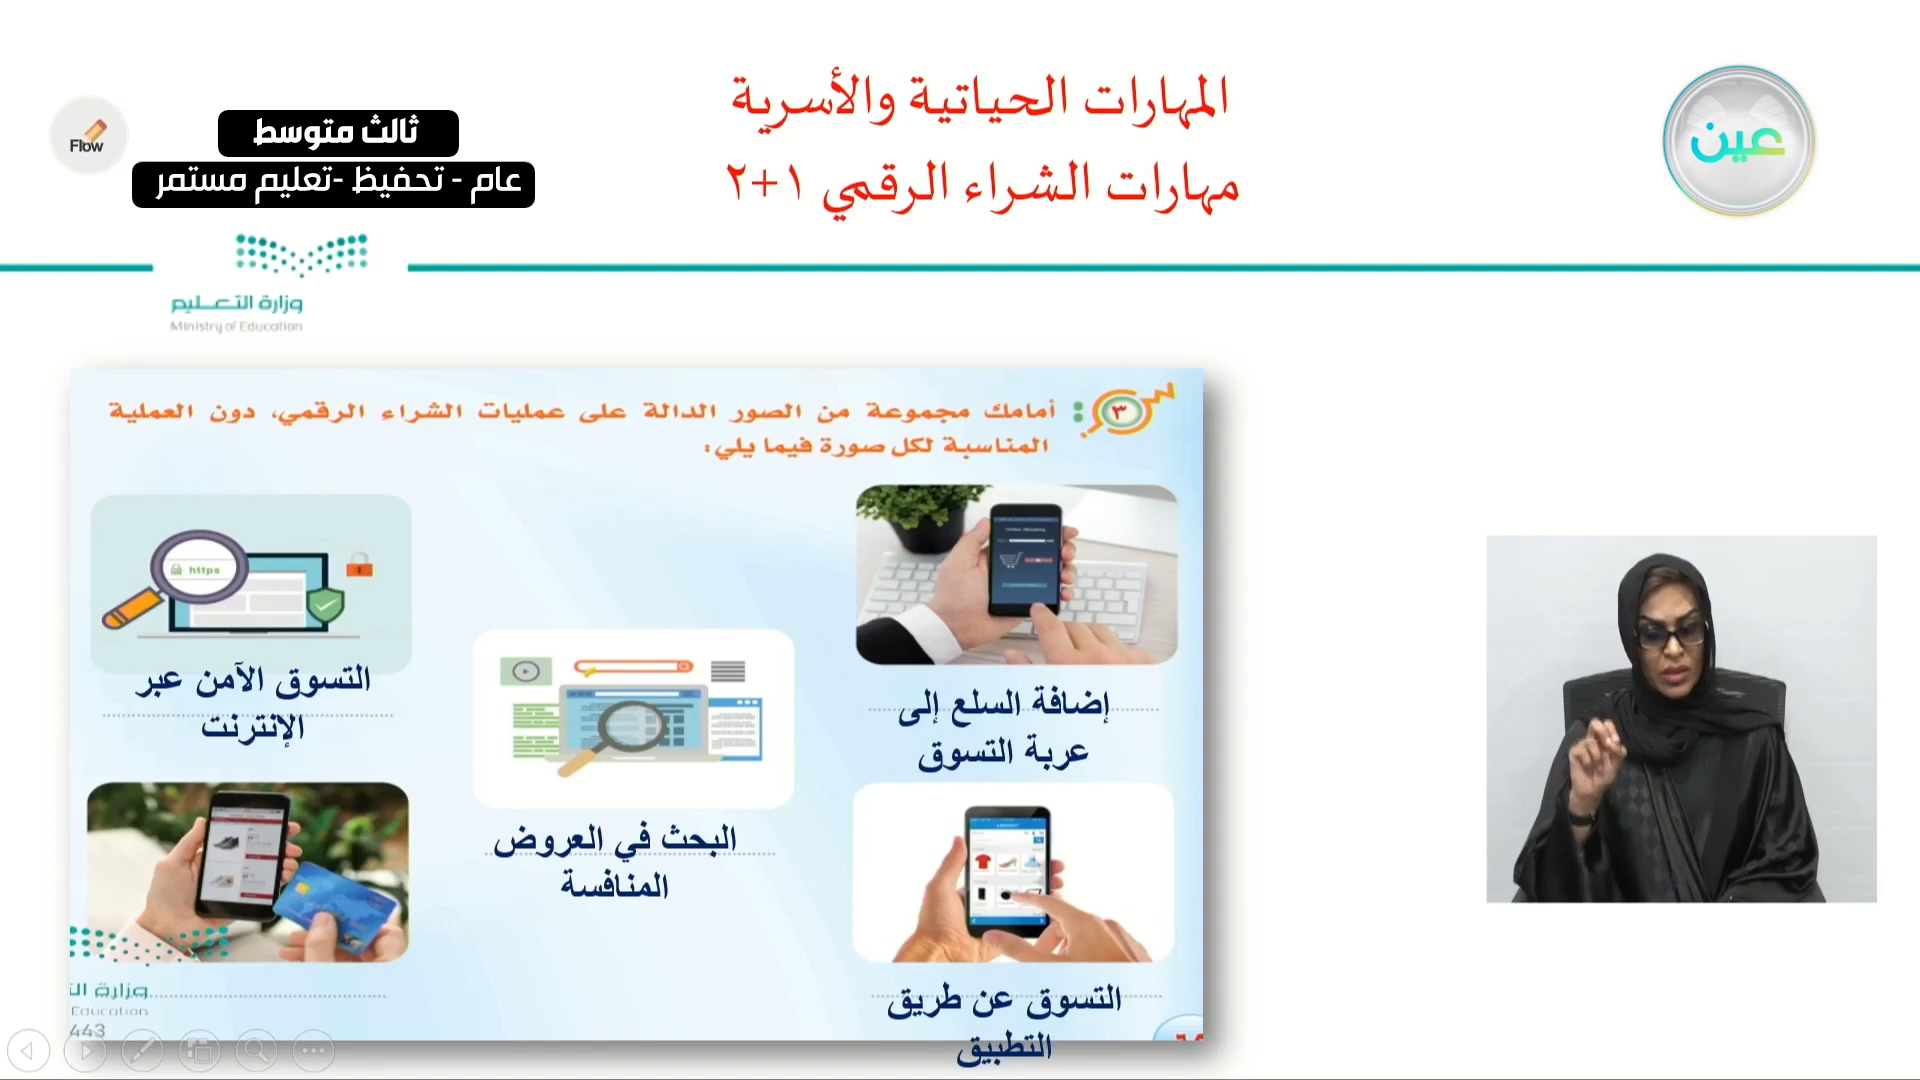 المهارات الحياتية والأسرية
مهارات الشراء الرقمي ١+٢
عين
Flow
ثالث متوسط
عام - تحفيظ -تعليم مستمر
وزارة التعليم
Ministry of Education
٣
أمامك مجموعة من الصور الدالة على عمليات الشراء الرقمي، دون العملية
المناسبة لكل صورة فيما يلي:
إضافة السلع إلى
عربة التسوق
https
التسوق الآمن عبر
الإنترنت
البحث في العروض
المنافسة
التسوق عن طريق
التطبيق
وزارة الت
Education
443